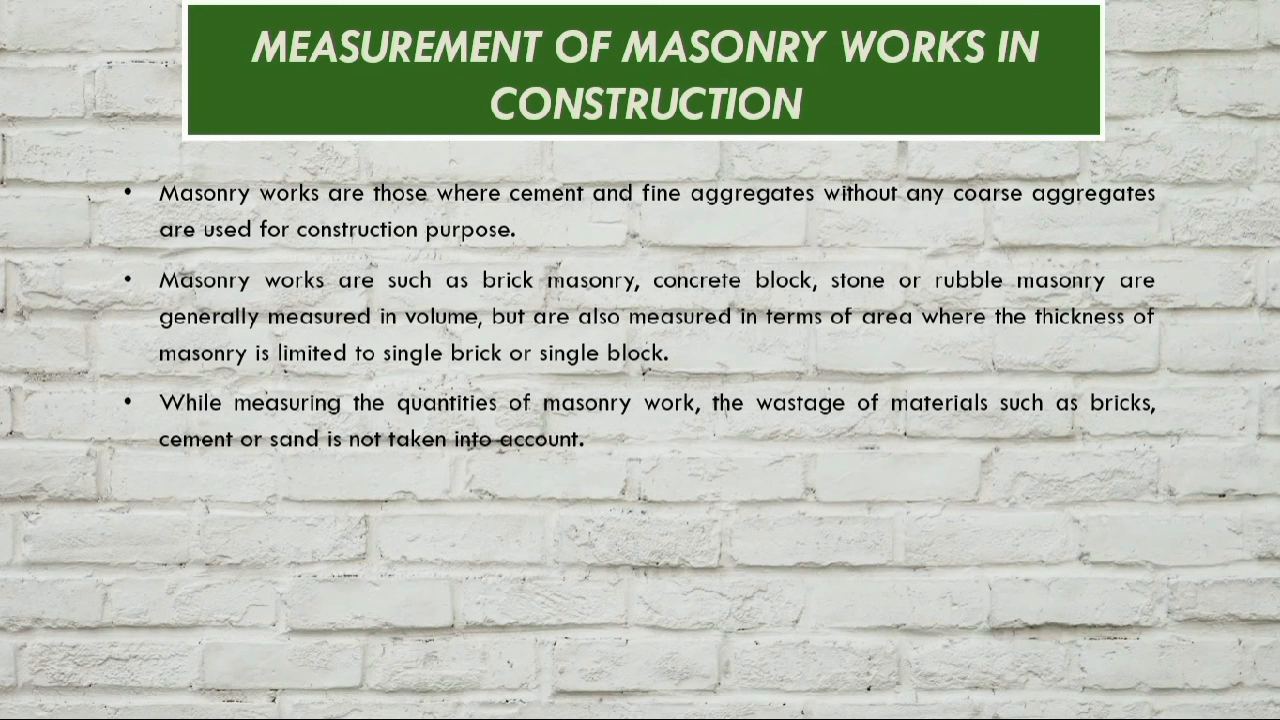 MEASUREMENT OF MASONRY WORKS IN
CONSTRUCTION
• Masonry works are those where cement and fine aggregates without any coarse aggregates
are used for construction purpose.
• Masonry works are such as brick masonry, concrete block, stone or rubble masonry are
generally measured in volume, but are also measured in terms of area where the thickness of
masonry is limited to single brick or single block.
• While measuring the quantities of masonry work, the wastage of materials such as bricks,
cement or sand is not taken into account.